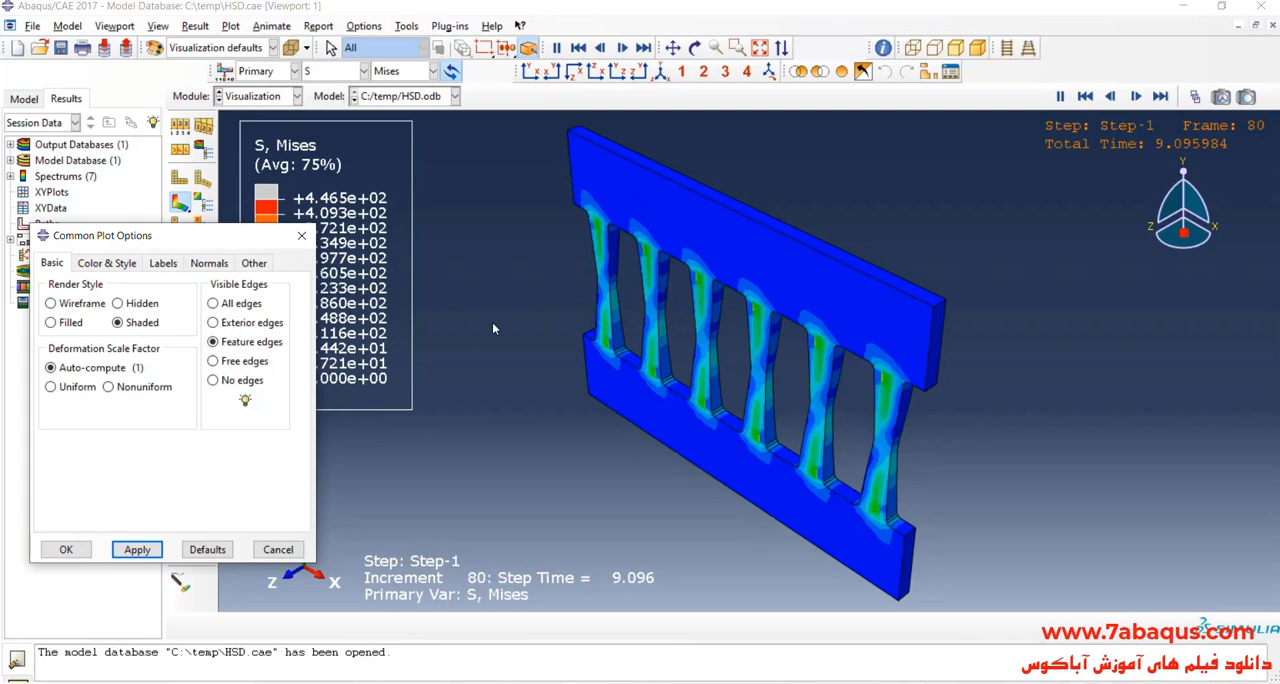 Abaqus/CAE 2017 - Model Database: C:\temp\HSD.cae [Viewport: 1]
File Model Viewport View Result Plot Animate Report Options Tools Plug-ins Help
Visualization defaults All
Primary S Mises 1 2 3 4
Model Results Module: Visualization Model: C:/temp/HSD.odb
Session Data
Output Databases (1)
Model Database (1)
Spectrums (7)
XYPlots
XYData
S, Mises
(Avg: 75%)
+4.465e+02
+4.093e+02
.721e+02
.349e+02
.977e+02
.605e+02
.233e+02
.860e+02
.488e+02
.116e+02
.442e+01
.721e+01
.000e+00
Step: Step-1 Frame: 80
Total Time: 9.095984
Y
Z X
Common Plot Options
Basic Color & Style Labels Normals Other
Render Style
Wireframe Hidden
Filled Shaded
Visible Edges
All edges
Exterior edges
Feature edges
Free edges
No edges
Deformation Scale Factor
Auto-compute (1)
Uniform Nonuniform
OK Apply Defaults Cancel
Z X
Step: Step-1
Increment 80: Step Time = 9.096
Primary Var: S, Mises
SIMULIA
www.7abaqus.com
دانلود فیلم های آموزش آباکوس
The model database "C:\temp\HSD.cae" has been opened.